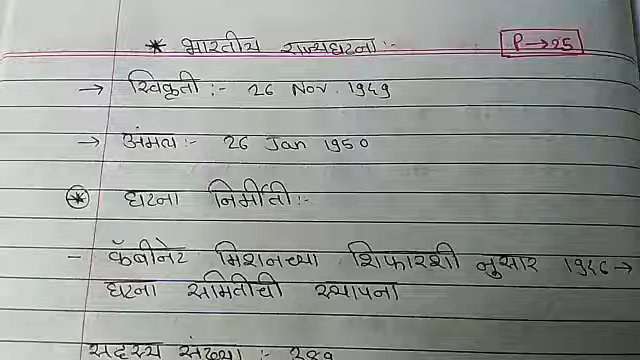 * भारतीय राज्यघटना :- P→25
→ स्विकृती :- 26 Nov. 1949
→ अंमल :- 26 Jan 1950
* घटना निर्मीती :-
- कॅबीनेट मिशनच्या शिफारशी नुसार 1946→
घटना समितीची स्थापना
सदस्य संख्या :- 389